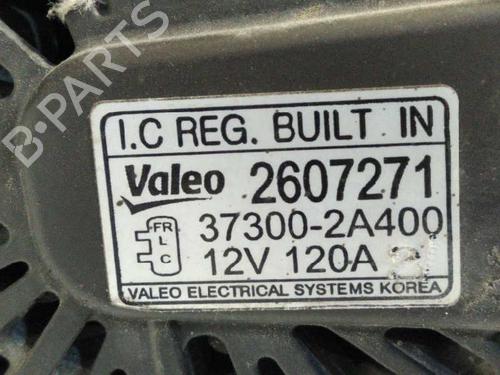 B-PARTS
I.C REG. BUILT IN
Valeo 2607271
FR
L
C
37300-2A400
12V 120A
VALEO ELECTRICAL SYSTEMS KOREA